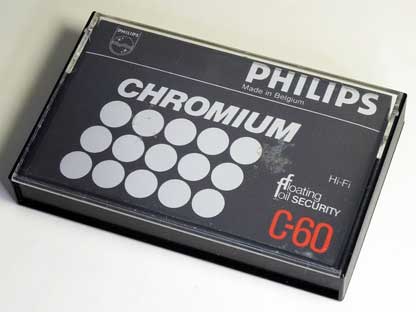 PHILIPS
PHILIPS
Made in Belgium
CHROMIUM
Hi-Fi
floating
foil SECURITY
C-60